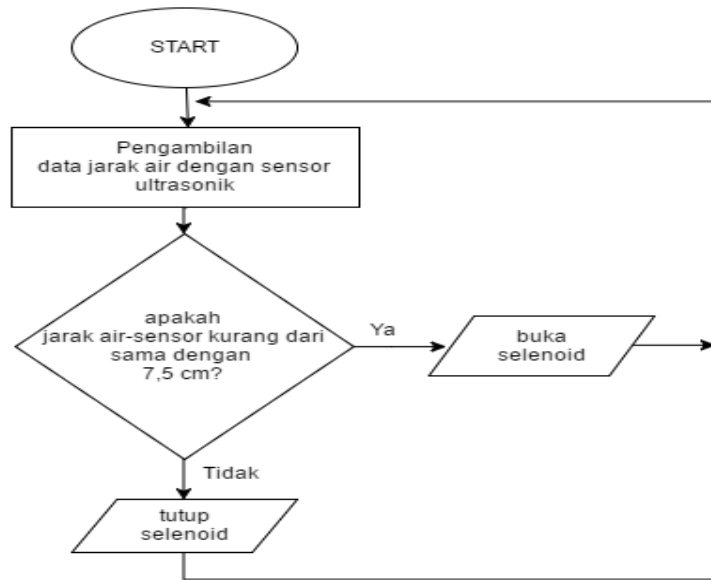 START
Pengambilan
data jarak air dengan sensor
ultrasonik
apakah
jarak air-sensor kurang dari
sama dengan
7,5 cm?
Ya
buka
selenoid
Tidak
tutup
selenoid